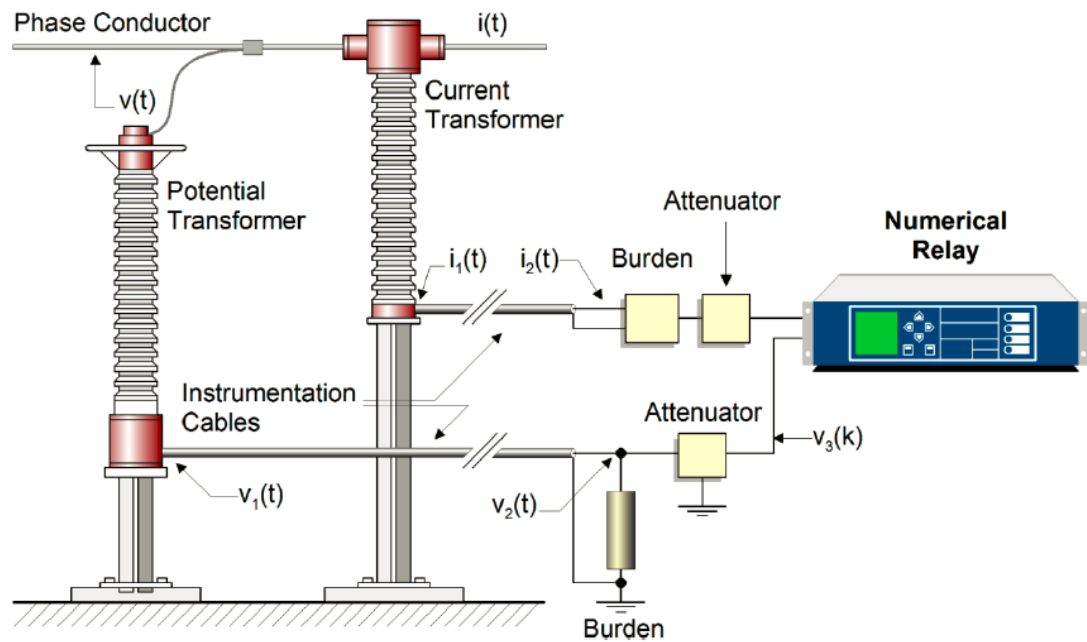 Phase Conductor
i(t)
v(t)
Current
Transformer
Potential
Transformer
Attenuator
Numerical
Relay
i₁(t)
i₂(t)
Burden
Instrumentation
Cables
Attenuator
v₃(k)
v₁(t)
v₂(t)
Burden